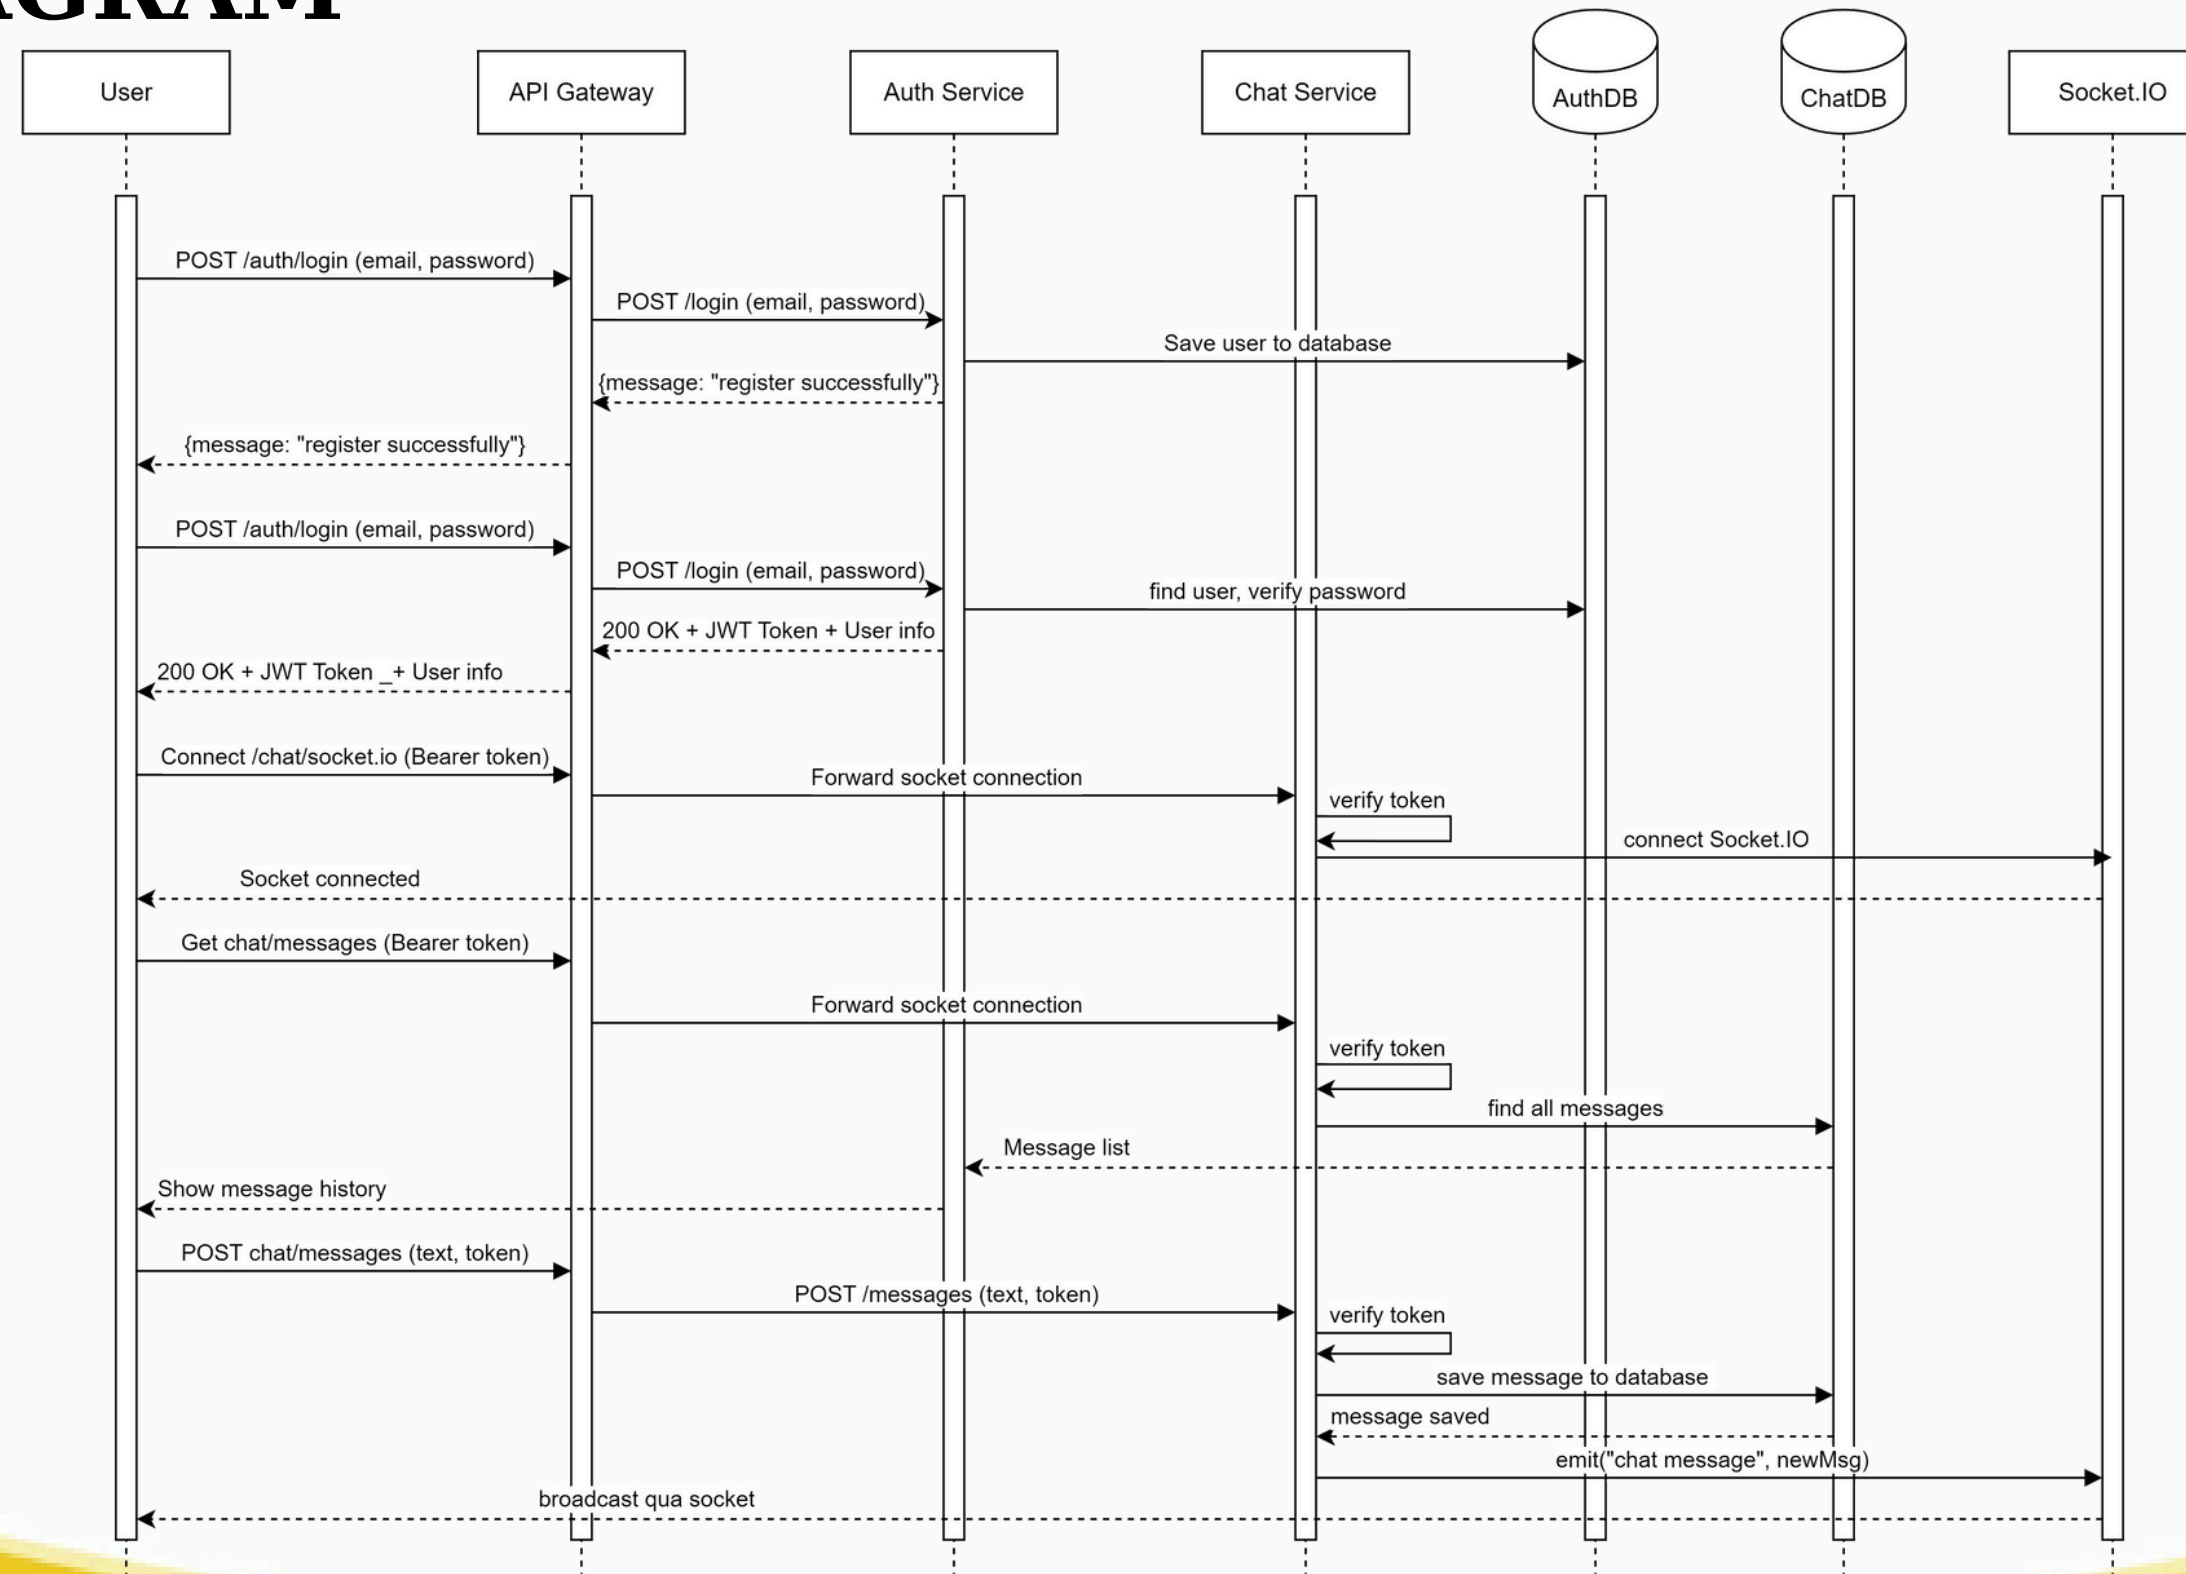 AGRAM
User
API Gateway
Auth Service
Chat Service
AuthDB
ChatDB
Socket.IO
POST /auth/login (email, password)
POST /login (email, password)
Save user to database
{message: "register successfully"}
{message: "register successfully"}
POST /auth/login (email, password)
POST /login (email, password)
find user, verify password
200 OK + JWT Token + User info
200 OK + JWT Token _+ User info
Connect /chat/socket.io (Bearer token)
Forward socket connection
verify token
connect Socket.IO
Socket connected
Get chat/messages (Bearer token)
Forward socket connection
verify token
find all messages
Message list
Show message history
POST chat/messages (text, token)
POST /messages (text, token)
verify token
save message to database
message saved
emit("chat message", newMsg)
broadcast qua socket